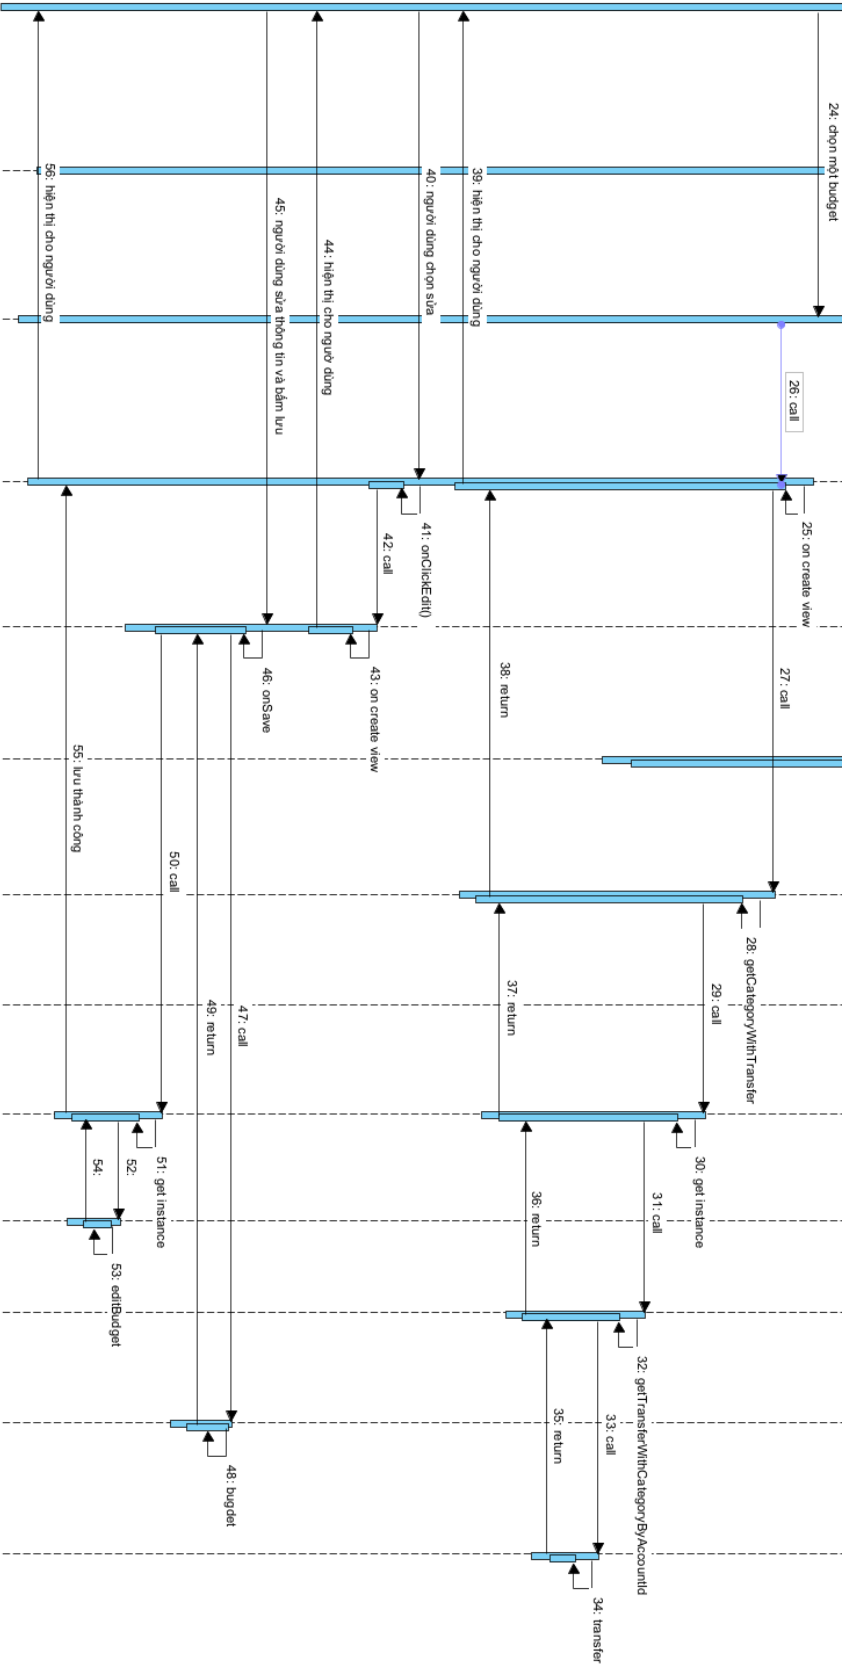 24: chọn một budget
25: on create view
26: call
27: call
28: getCategoryWithTransfer
29: call
30: get instance
31: call
32: getTransferWithCategoryByAccountId
33: call
34: transfer
35: return
36: return
37: return
38: return
39: hiện thị cho người dùng
40: người dùng chọn sửa
41: onClickEdit()
42: call
43: on create view
44: hiện thị cho ngườ dùng
45: người dùng sửa thông tin và bấm lưu
46: onSave
47: call
48: bugdet
49: return
50: call
51: get instance
52:
53: editBudget
54:
55: lưu thành công
56: hiện thị cho người dùng